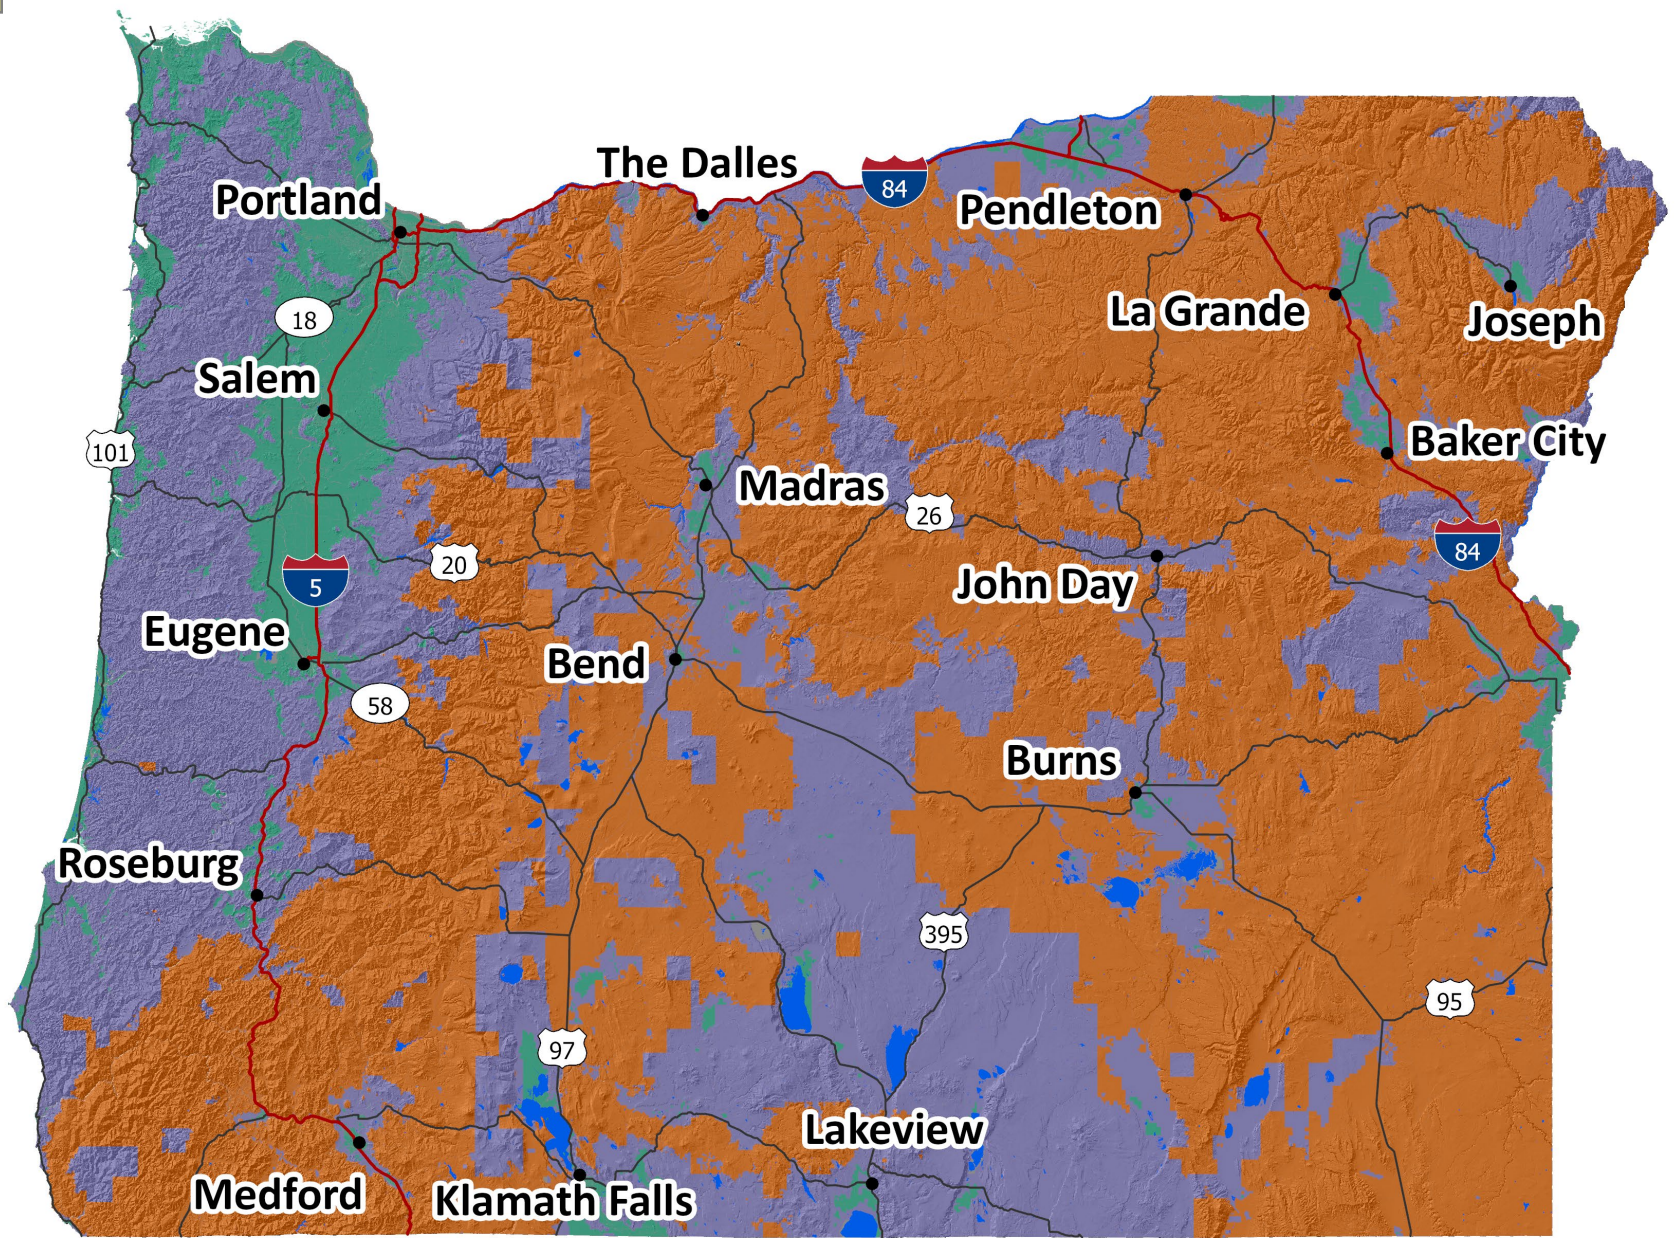 The Dalles
84
Portland
Pendleton
La Grande
Joseph
18
Salem
101
Baker City
Madras
26
84
20
5
John Day
Eugene
Bend
58
Burns
Roseburg
395
95
97
Lakeview
Medford
Klamath Falls